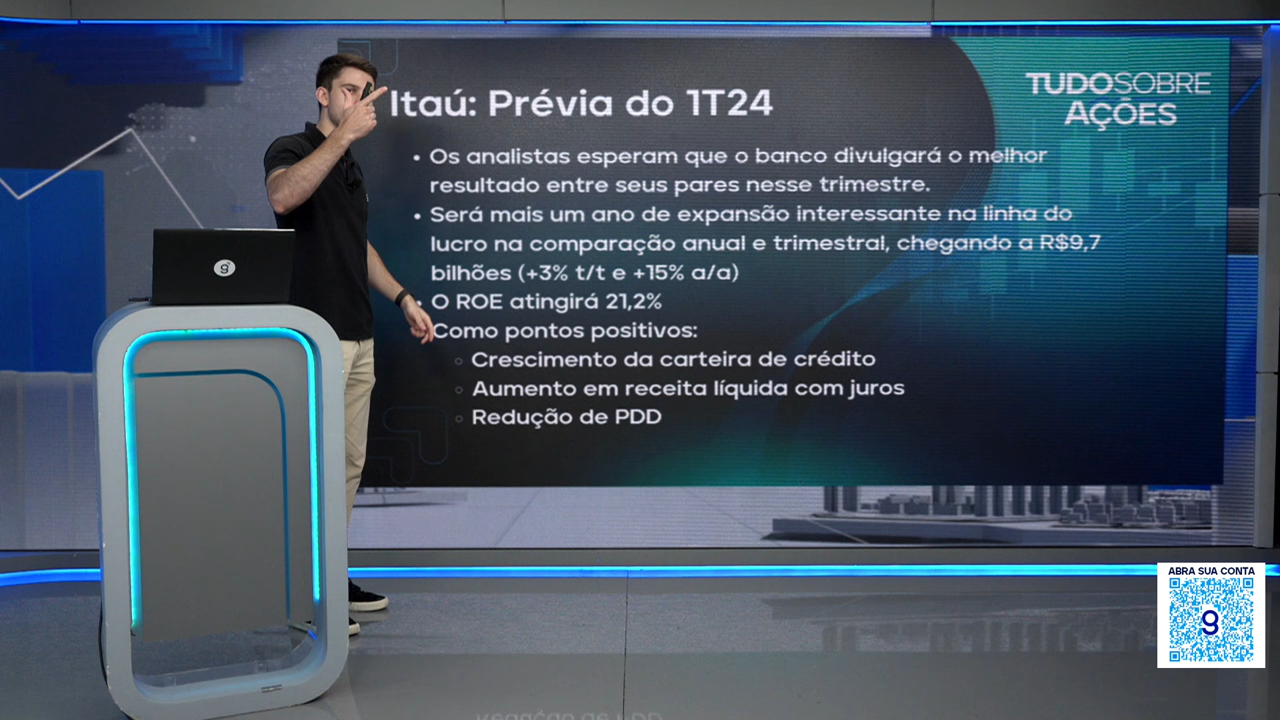 Itaú: Prévia do 1T24
TUDOSOBRE
AÇÕES
• Os analistas esperam que o banco divulgará o melhor
resultado entre seus pares nesse trimestre.
• Será mais um ano de expansão interessante na linha do
lucro na comparação anual e trimestral, chegando a R$9,7
bilhões (+3% t/t e +15% a/a)
• O ROE atingirá 21,2%
Como pontos positivos:
○ Crescimento da carteira de crédito
○ Aumento em receita líquida com juros
○ Redução de PDD
ABRA SUA CONTA